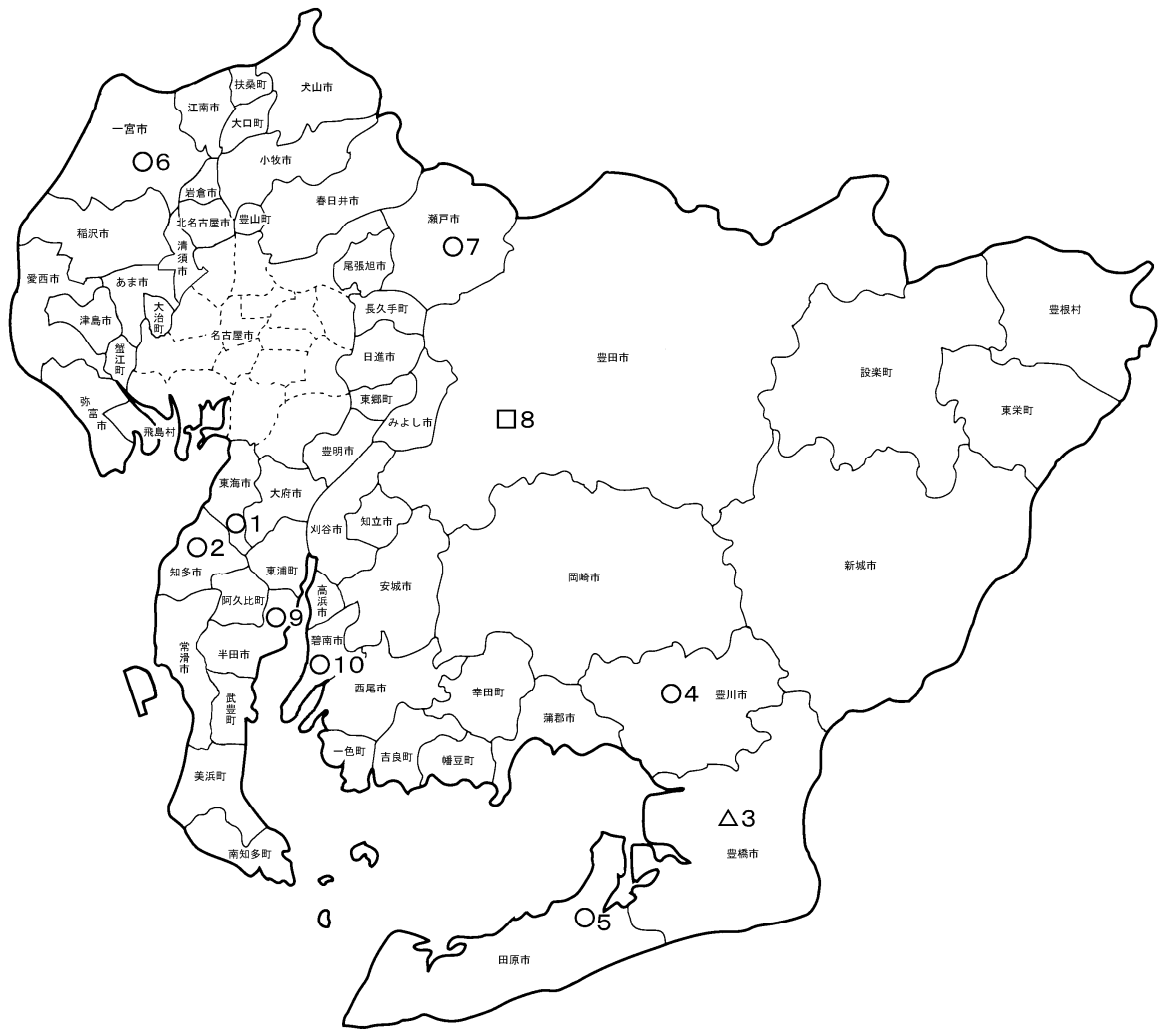 扶桑町
犬山市
江南市
大口町
一宮市
○6
小牧市
岩倉市
春日井市
北名古屋市
豊山町
瀬戸市
○7
稲沢市
清須市
尾張旭市
愛西市
あま市
大治町
津島市
長久手町
豊根村
名古屋市
蟹江町
日進市
豊田市
設楽町
東栄町
弥富市
東郷町
みよし市
□8
飛島村
豊明市
東海市
大府市
○1
刈谷市
知立市
○2
知多市
東浦町
岡崎市
新城市
安城市
阿久比町
高浜市
○9
碧南市
常滑市
半田市
○10
西尾市
幸田町
○4
豊川市
武豊町
蒲郡市
一色町
吉良町
幡豆町
美浜町
△3
豊橋市
南知多町
○5
田原市